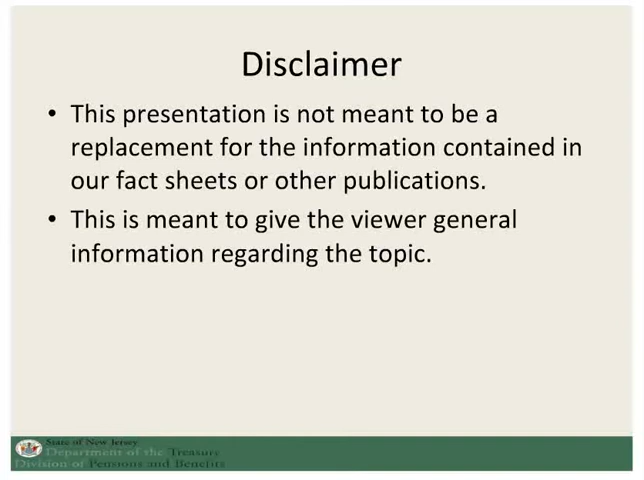 Disclaimer
• This presentation is not meant to be a
replacement for the information contained in
our fact sheets or other publications.
• This is meant to give the viewer general
information regarding the topic.
State of New Jersey
Department of the Treasury
Division of Pensions and Benefits